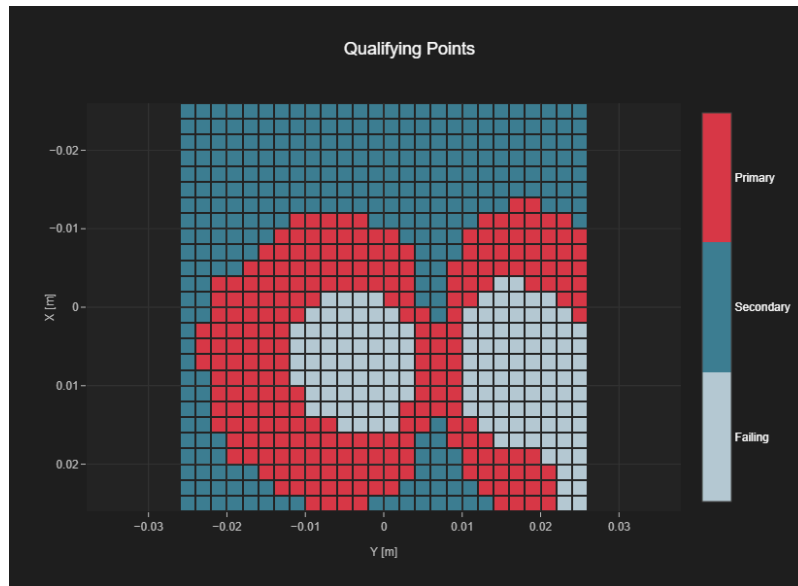 Qualifying Points
−0.02
−0.01
0
0.01
0.02
X [m]
−0.03
−0.02
−0.01
0
0.01
0.02
0.03
Y [m]
Primary
Secondary
Failing